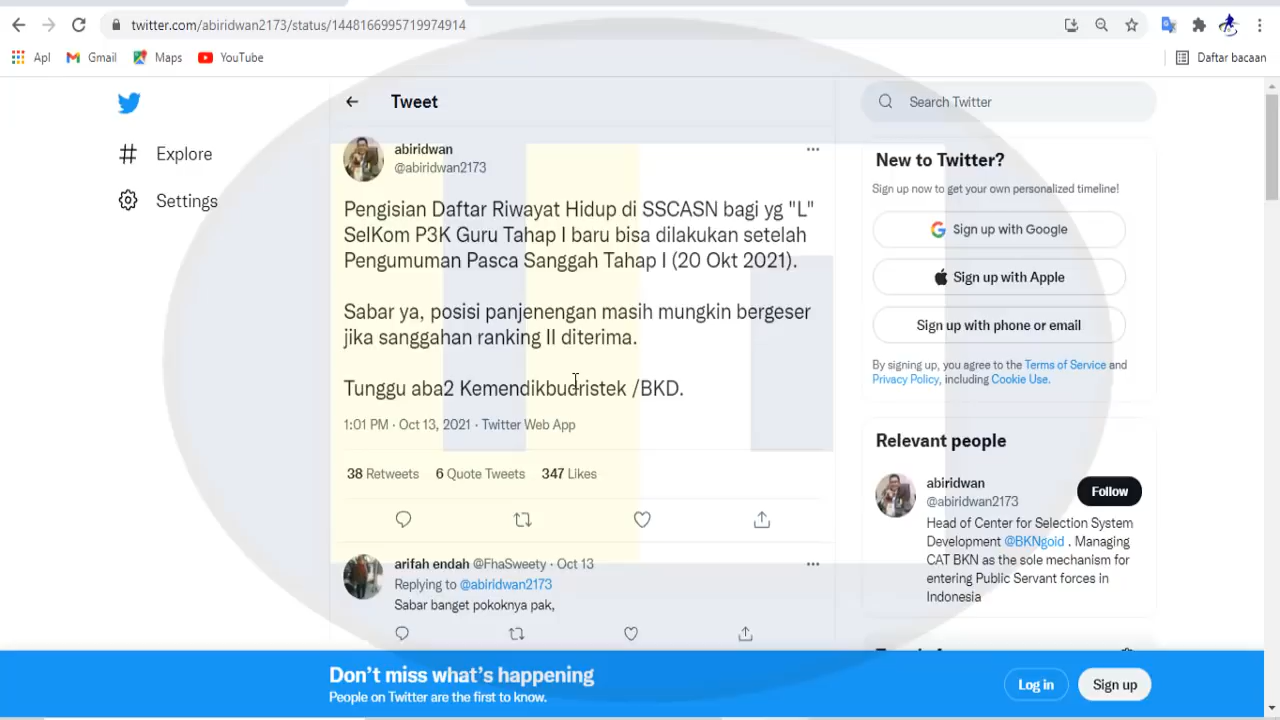 twitter.com/abiridwan2173/status/1448166995719974914
Apl Gmail Maps YouTube Daftar bacaan
Tweet
Search Twitter
Explore
Settings
abiridwan
@abiridwan2173
Pengisian Daftar Riwayat Hidup di SSCASN bagi yg "L"
SelKom P3K Guru Tahap I baru bisa dilakukan setelah
Pengumuman Pasca Sanggah Tahap I (20 Okt 2021).
Sabar ya, posisi panjenengan masih mungkin bergeser
jika sanggahan ranking II diterima.
Tunggu aba2 Kemendikbudristek /BKD.
1:01 PM · Oct 13, 2021 · Twitter Web App
38 Retweets 6 Quote Tweets 347 Likes
arifah endah @FhaSweety · Oct 13
Replying to @abiridwan2173
Sabar banget pokoknya pak,
New to Twitter?
Sign up now to get your own personalized timeline!
Sign up with Google
Sign up with Apple
Sign up with phone or email
By signing up, you agree to the Terms of Service and
Privacy Policy, including Cookie Use.
Relevant people
abiridwan
@abiridwan2173
Follow
Head of Center for Selection System
Development @BKNgoid . Managing
CAT BKN as the sole mechanism for
entering Public Servant forces in
Indonesia
Don't miss what's happening
People on Twitter are the first to know.
Log in
Sign up